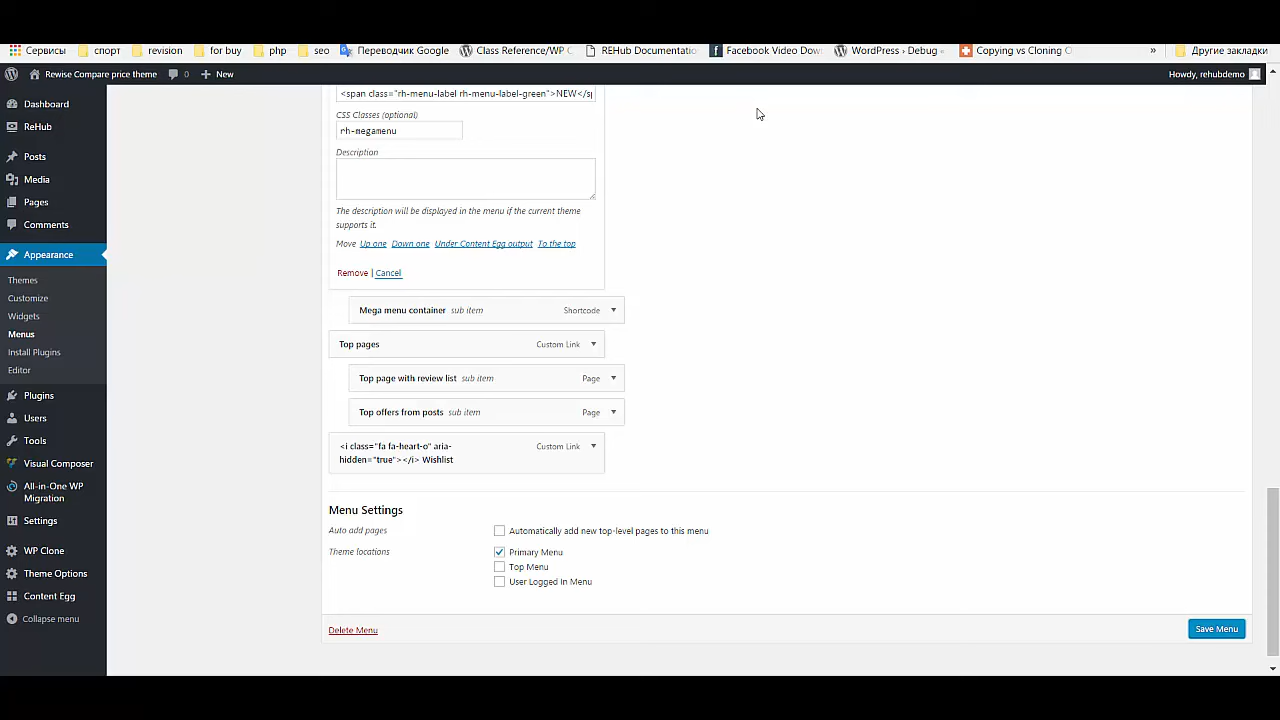 Сервисы спорт revision for buy php seo Переводчик Google Class Reference/WP C REHub Documentatio Facebook Video Dow WordPress › Debug « Copying vs Cloning C » Другие закладки
Rewise Compare price theme 0 + New Howdy, rehubdemo
Dashboard
ReHub
Posts
Media
Pages
Comments
Appearance
Themes
Customize
Widgets
Menus
Install Plugins
Editor
Plugins
Users
Tools
Visual Composer
All-in-One WP
Migration
Settings
WP Clone
Theme Options
Content Egg
Collapse menu
<span class="rh-menu-label rh-menu-label-green">NEW</sp
CSS Classes (optional)
rh-megamenu
Description
The description will be displayed in the menu if the current theme
supports it.
Move Up one Down one Under Content Egg output To the top
Remove | Cancel
Mega menu container sub item Shortcode
Top pages Custom Link
Top page with review list sub item Page
Top offers from posts sub item Page
<i class="fa fa-heart-o" aria- Custom Link
hidden="true"></i> Wishlist
Menu Settings
Auto add pages Automatically add new top-level pages to this menu
Theme locations Primary Menu
Top Menu
User Logged In Menu
Delete Menu Save Menu